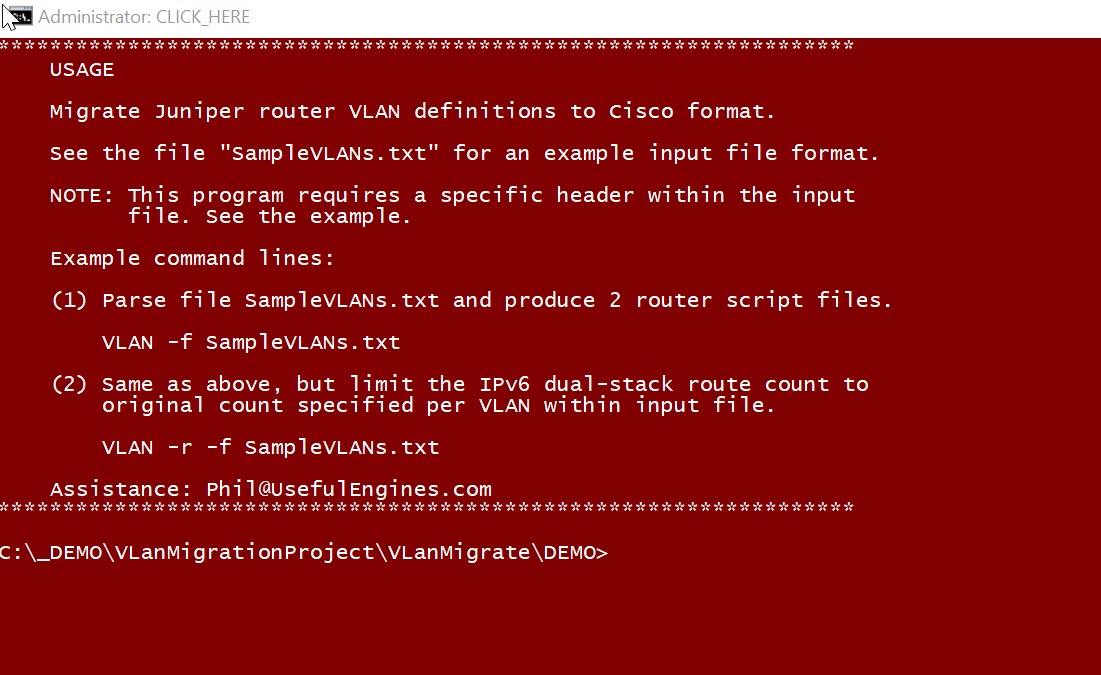 Administrator: CLICK_HERE
******************************************************************
USAGE
Migrate Juniper router VLAN definitions to Cisco format.
See the file "SampleVLANs.txt" for an example input file format.
NOTE: This program requires a specific header within the input
file. See the example.
Example command lines:
(1) Parse file SampleVLANs.txt and produce 2 router script files.
VLAN -f SampleVLANs.txt
(2) Same as above, but limit the IPv6 dual-stack route count to
original count specified per VLAN within input file.
VLAN -r -f SampleVLANs.txt
Assistance: Phil@UsefulEngines.com
******************************************************************
C:\_DEMO\VLanMigrationProject\VLanMigrate\DEMO>